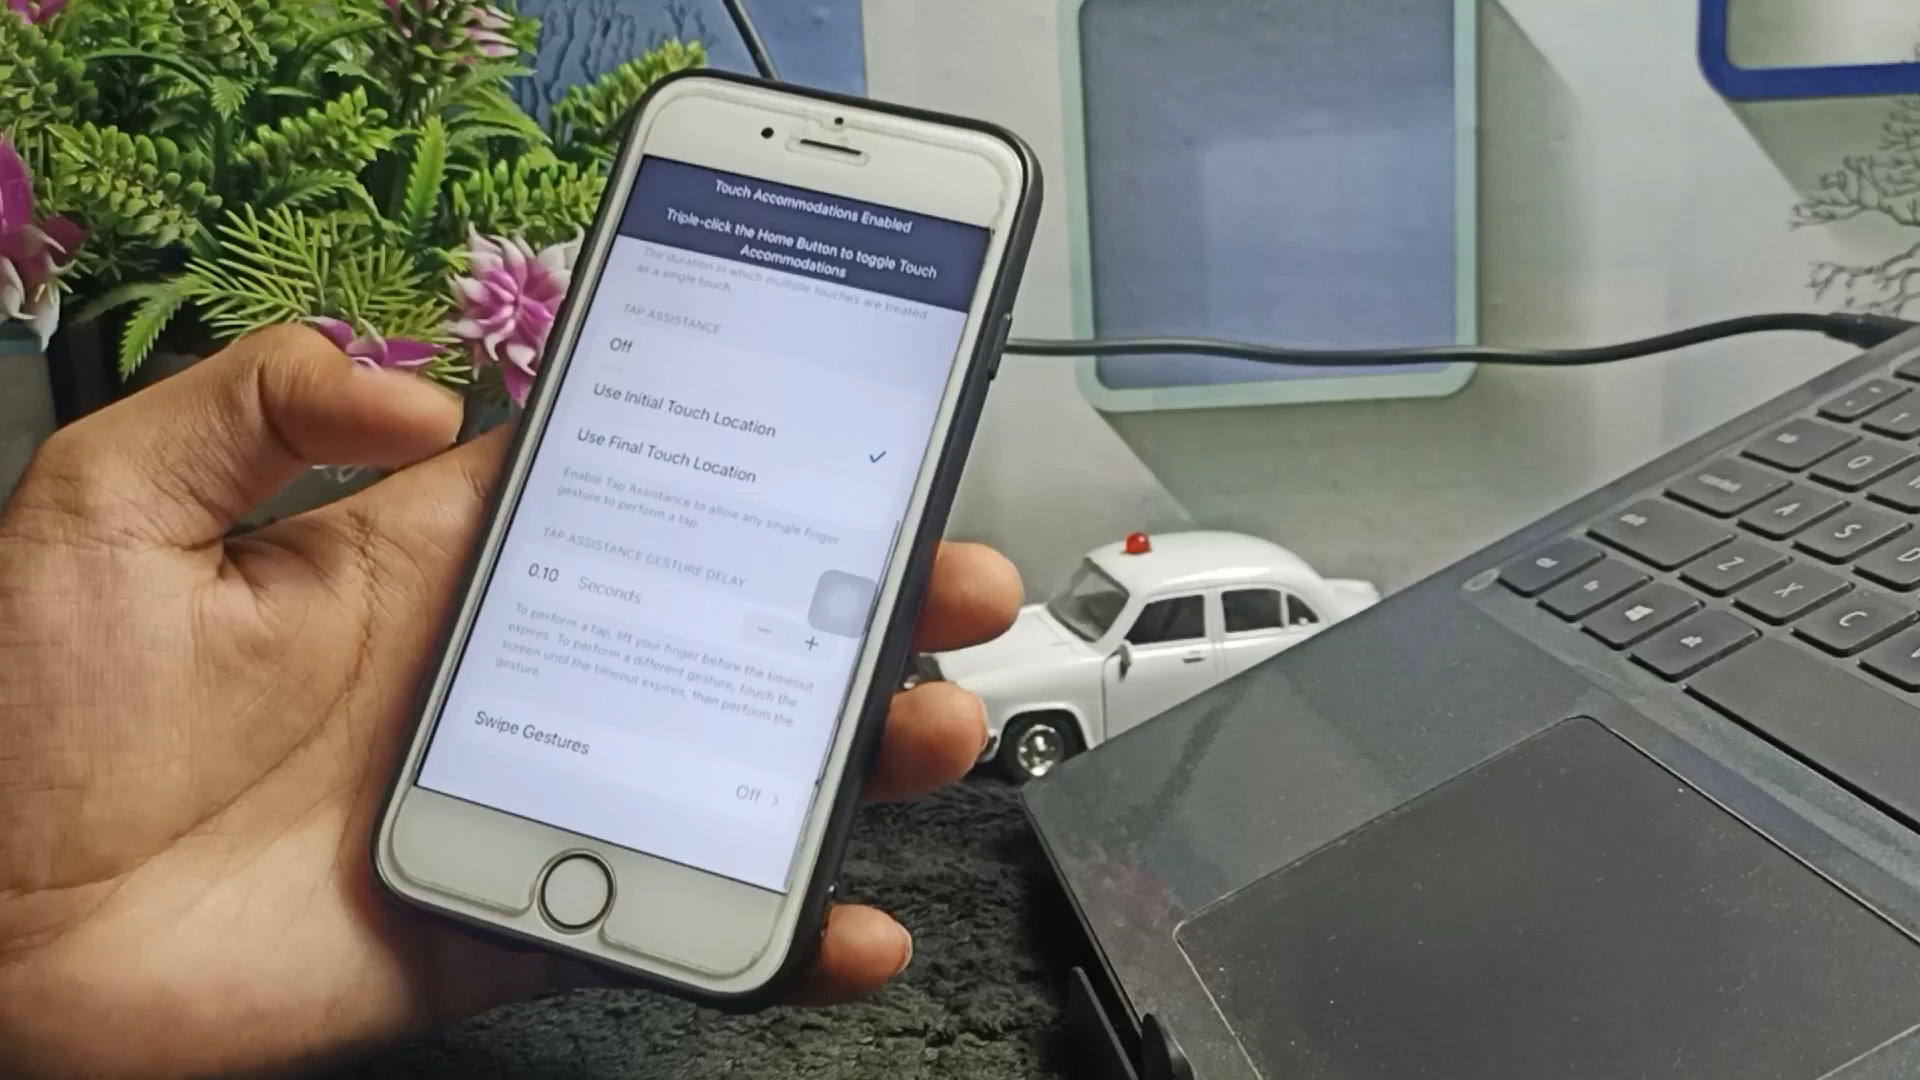 Touch Accommodations Enabled
Triple-click the Home Button to toggle Touch
Accommodations
The duration in which multiple touches are treated
as a single touch.
TAP ASSISTANCE
Off
Use Initial Touch Location
Use Final Touch Location
Enable Tap Assistance to allow any single finger
gesture to perform a tap.
TAP ASSISTANCE GESTURE DELAY
0.10 Seconds
− +
To perform a tap, lift your finger before the timeout
expires. To perform a different gesture, touch the
screen until the timeout expires, then perform the
gesture.
Swipe Gestures
Off
A S D
Z X C